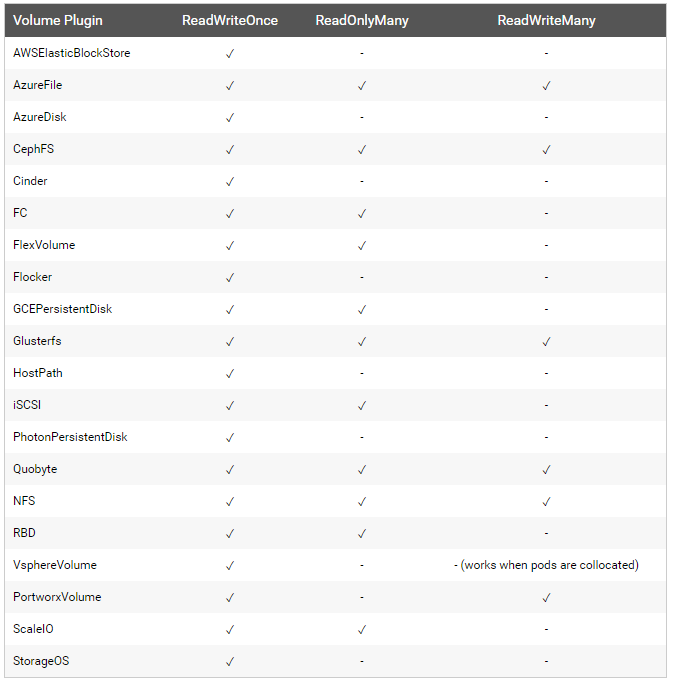 Volume Plugin ReadWriteOnce ReadOnlyMany ReadWriteMany
AWSElasticBlockStore ✓ - -
AzureFile ✓ ✓ ✓
AzureDisk ✓ - -
CephFS ✓ ✓ ✓
Cinder ✓ - -
FC ✓ ✓ -
FlexVolume ✓ ✓ -
Flocker ✓ - -
GCEPersistentDisk ✓ ✓ -
Glusterfs ✓ ✓ ✓
HostPath ✓ - -
iSCSI ✓ ✓ -
PhotonPersistentDisk ✓ - -
Quobyte ✓ ✓ ✓
NFS ✓ ✓ ✓
RBD ✓ ✓ -
VsphereVolume ✓ - - (works when pods are collocated)
PortworxVolume ✓ - ✓
ScaleIO ✓ ✓ -
StorageOS ✓ - -